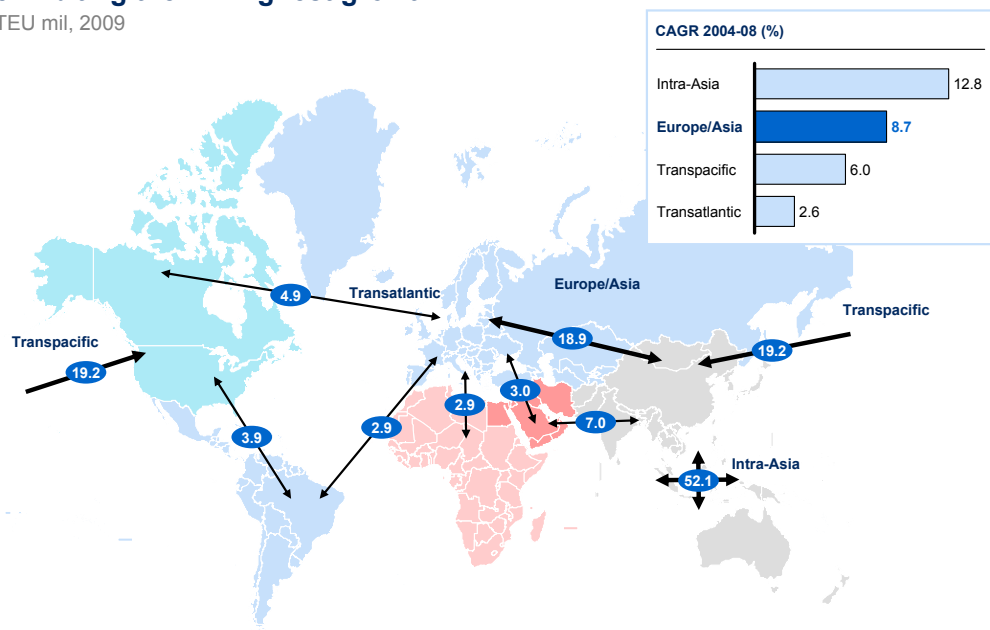 TEU mil, 2009
CAGR 2004-08 (%)
Intra-Asia
12.8
Europe/Asia
8.7
Transpacific
6.0
Transatlantic
2.6
4.9
Transatlantic
Europe/Asia
Transpacific
19.2
18.9
Transpacific
19.2
3.9
2.9
2.9
3.0
7.0
Intra-Asia
52.1